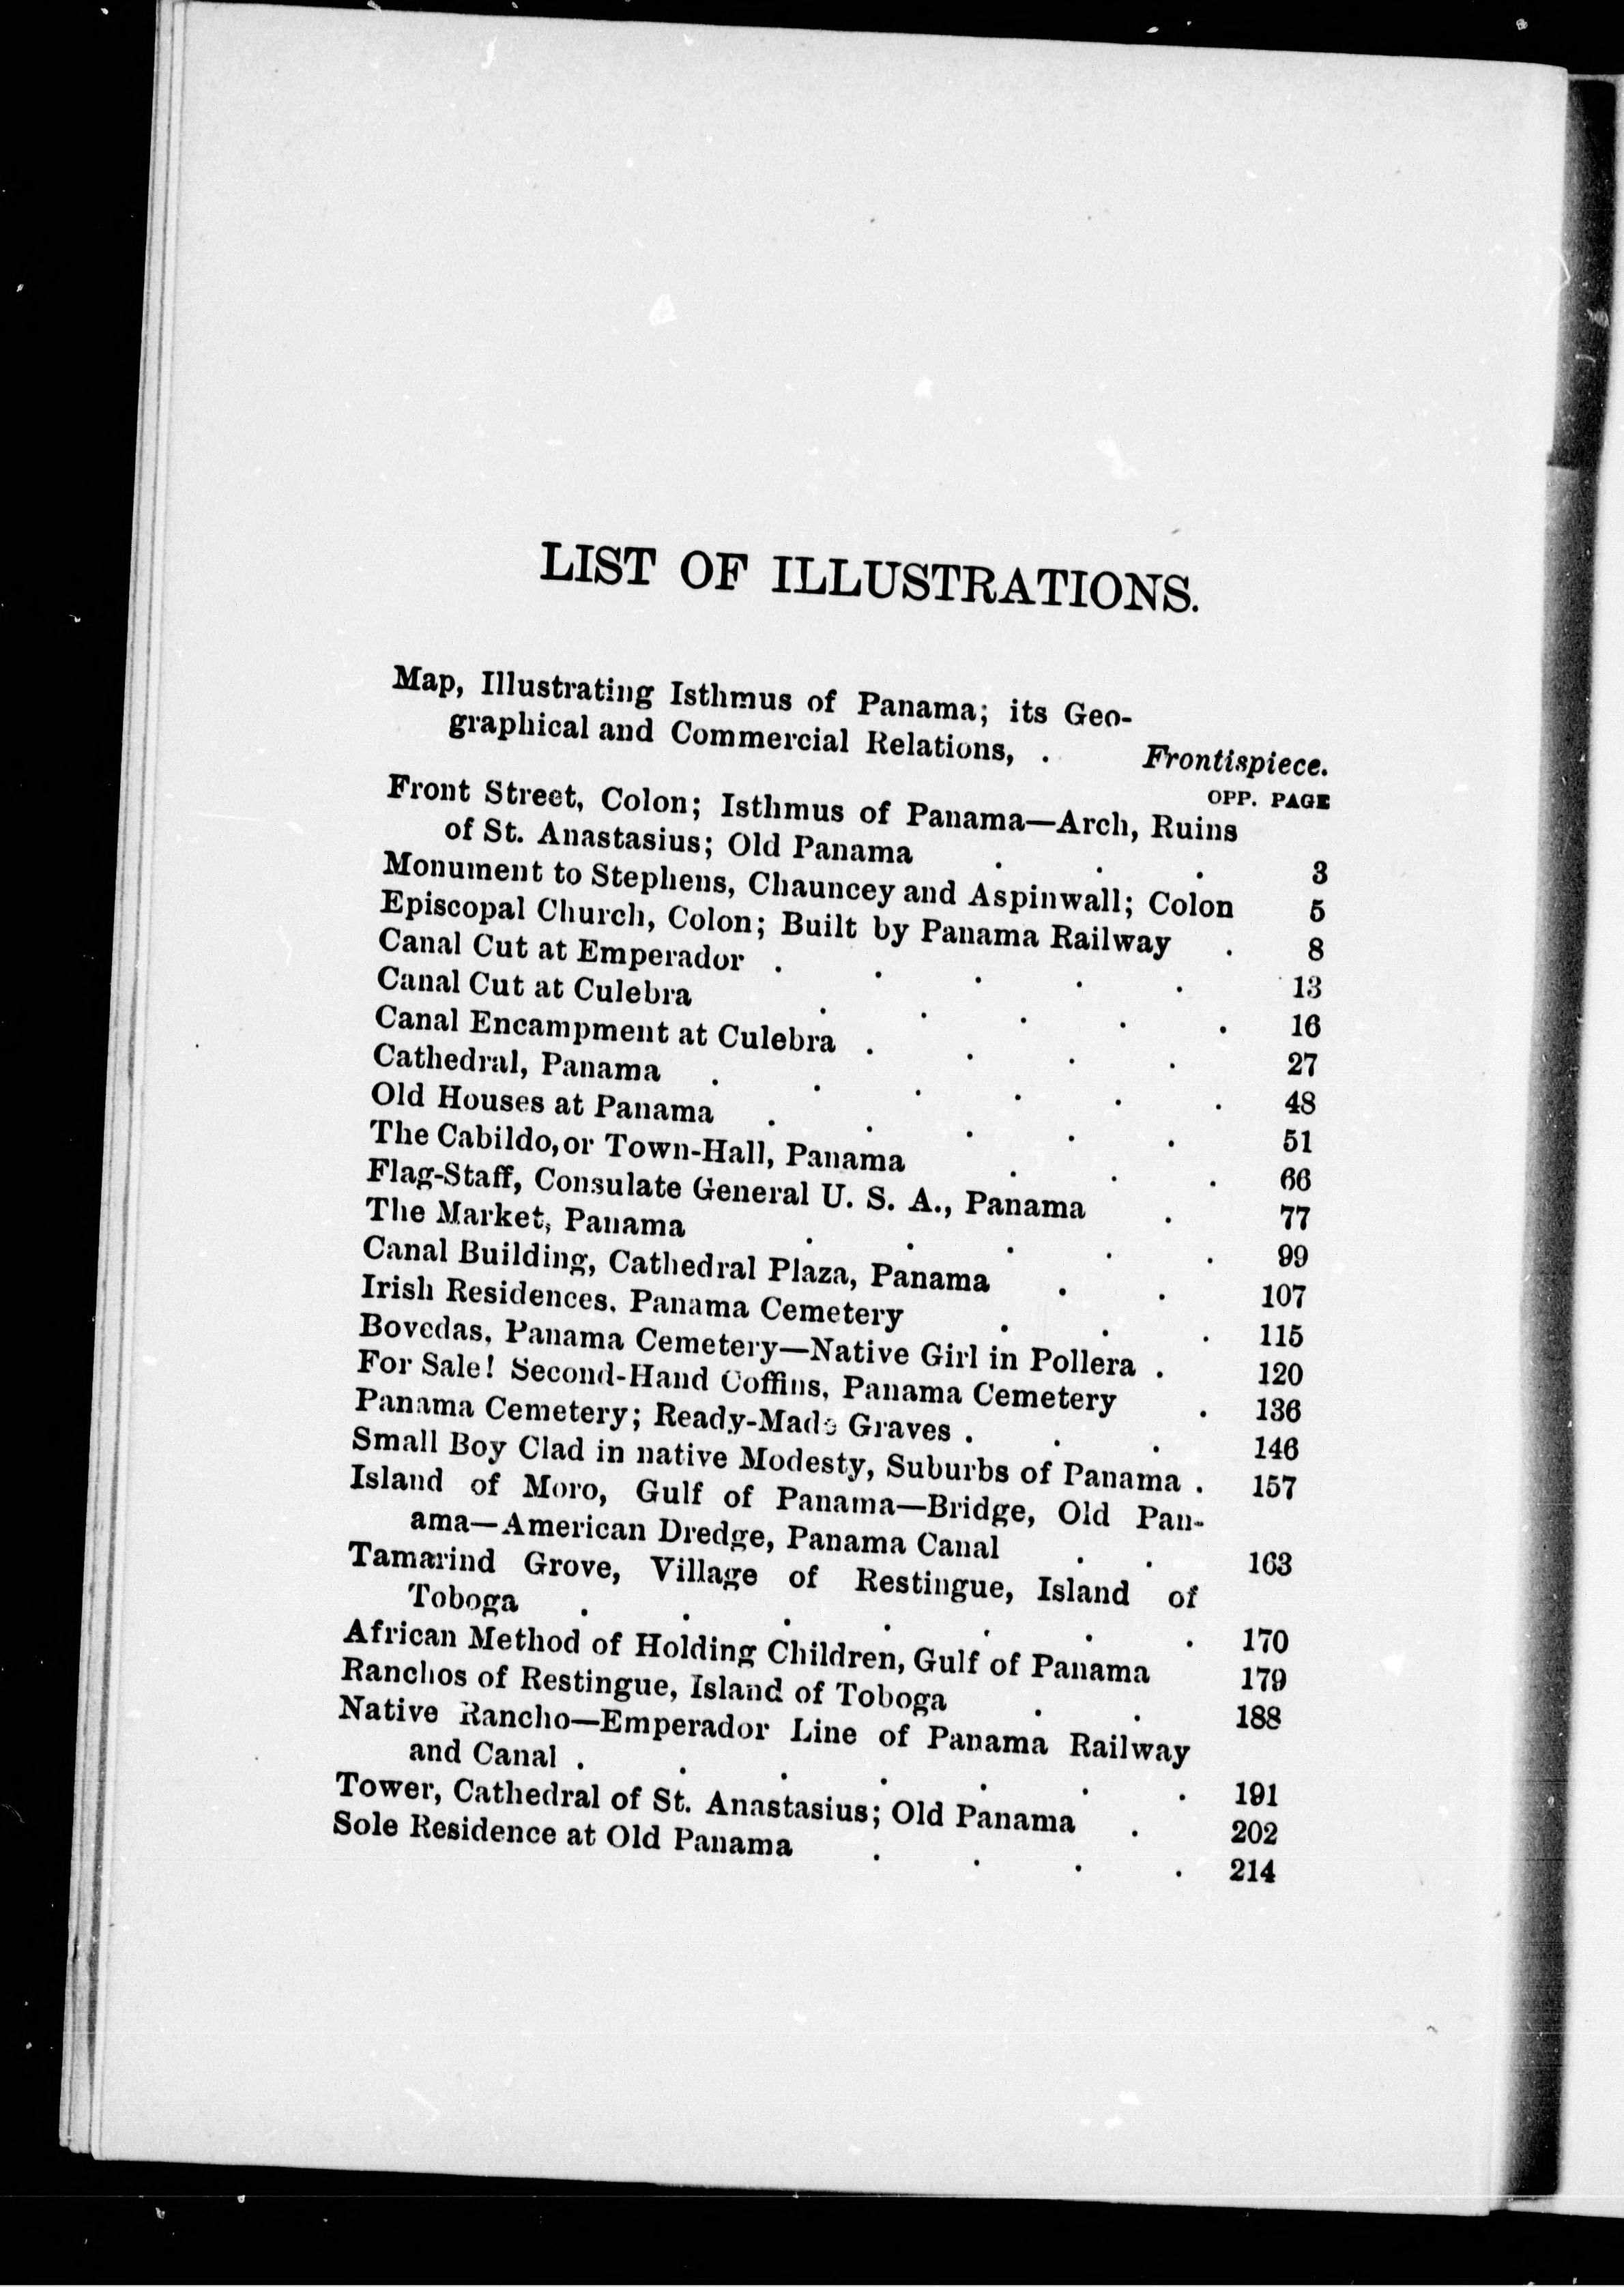 LIST OF ILLUSTRATIONS.
Map, Illustrating Isthmus of Panama; its Geo-
graphical and Commercial Relations, . Frontispiece.
OPP. PAGE
Front Street, Colon; Isthmus of Panama—Arch, Ruins
of St. Anastasius; Old Panama . . . 3
Monument to Stephens, Chauncey and Aspinwall; Colon 5
Episcopal Church, Colon; Built by Panama Railway . 8
Canal Cut at Emperador . . . . . 13
Canal Cut at Culebra . . . . . 16
Canal Encampment at Culebra . . . . 27
Cathedral, Panama . . . . . . 48
Old Houses at Panama . . . . . 51
The Cabildo, or Town-Hall, Panama . . . 66
Flag-Staff, Consulate General U. S. A., Panama . 77
The Market, Panama . . . . . 99
Canal Building, Cathedral Plaza, Panama . . 107
Irish Residences, Panama Cemetery . . . 115
Bovedas, Panama Cemetery—Native Girl in Pollera . 120
For Sale! Second-Hand Coffins, Panama Cemetery . 136
Panama Cemetery; Ready-Made Graves . . . 146
Small Boy Clad in native Modesty, Suburbs of Panama . 157
Island of Moro, Gulf of Panama—Bridge, Old Pan-
ama—American Dredge, Panama Canal . . 163
Tamarind Grove, Village of Restingue, Island of
Toboga . . . . . . . 170
African Method of Holding Children, Gulf of Panama 179
Ranchos of Restingue, Island of Toboga . . 188
Native Rancho—Emperador Line of Panama Railway
and Canal . . . . . . . 191
Tower, Cathedral of St. Anastasius; Old Panama . 202
Sole Residence at Old Panama . . . . 214